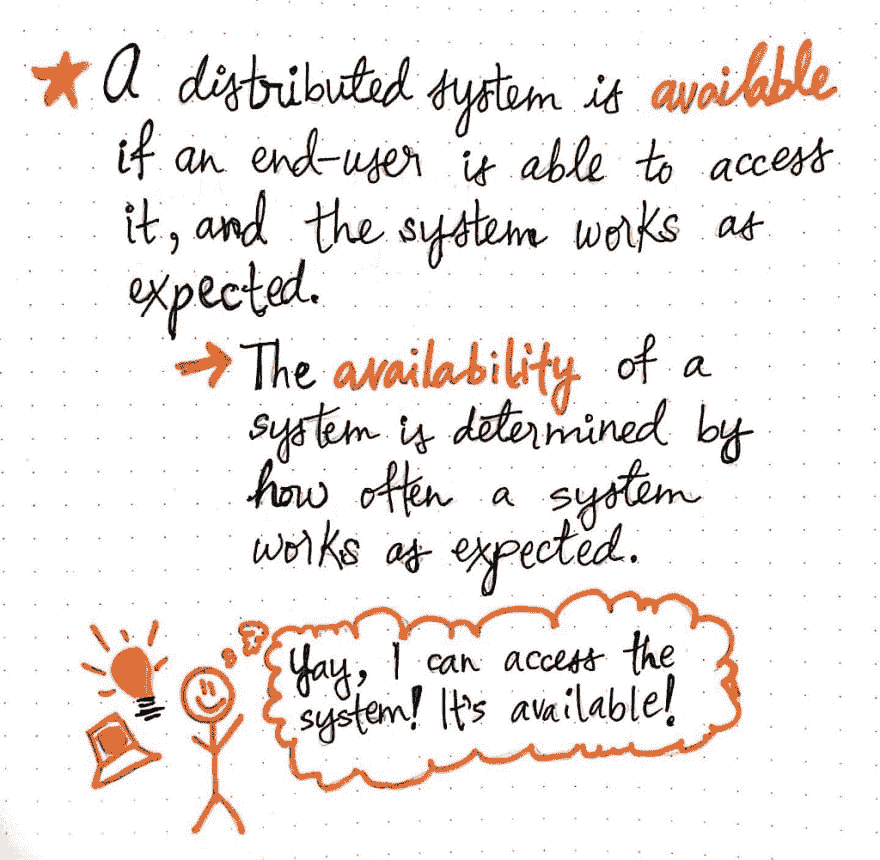 A distributed system is available
if an end-user is able to access
it, and the system works as
expected.
→ The availability of a
system is determined by
how often a system
works as expected.
Yay, I can access the
system! It's available!